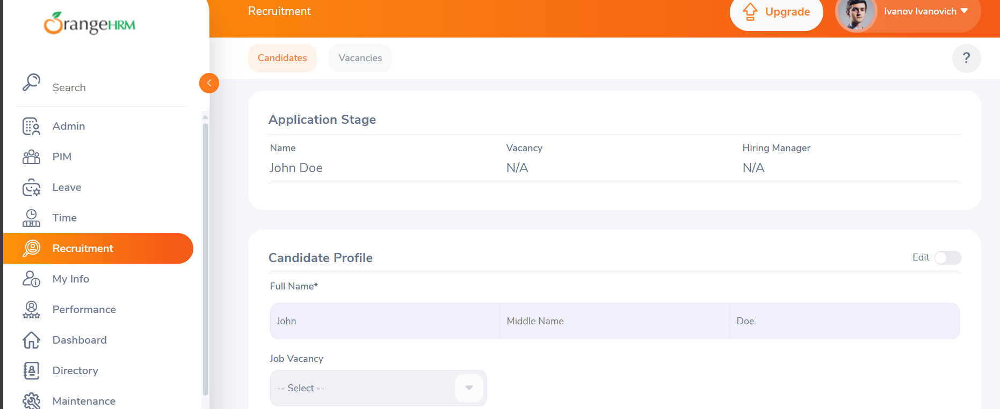 OrangeHRM
Search
Admin
PIM
Leave
Time
Recruitment
My Info
Performance
Dashboard
Directory
Maintenance
Recruitment
Upgrade
Ivanov Ivanovich
Candidates
Vacancies
?
Application Stage
Name
Vacancy
Hiring Manager
John Doe
N/A
N/A
Candidate Profile
Edit
Full Name*
John
Middle Name
Doe
Job Vacancy
-- Select --